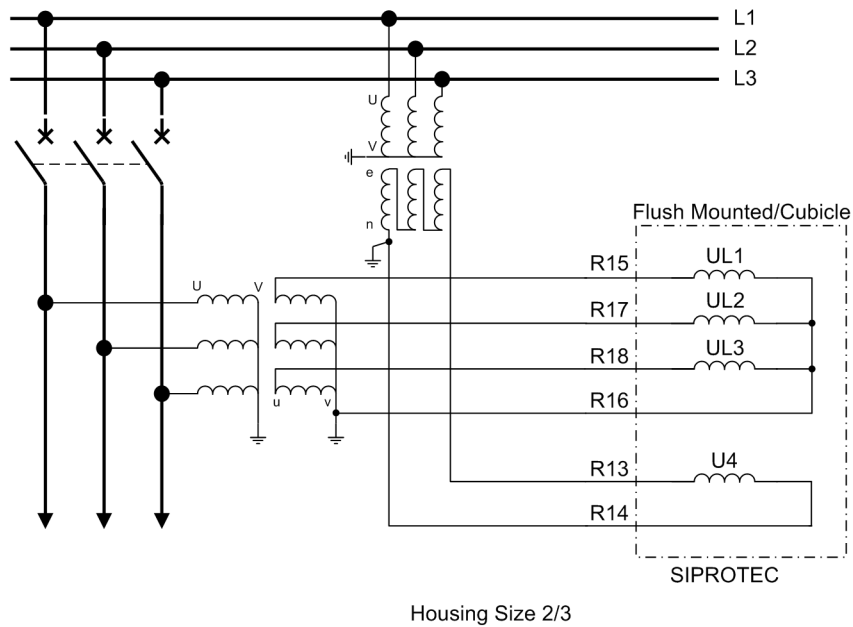 L1
L2
L3
U
V
e
n
Flush Mounted/Cubicle
R15
UL1
U
V
R17
UL2
R18
UL3
u
v
R16
R13
U4
R14
SIPROTEC
Housing Size 2/3